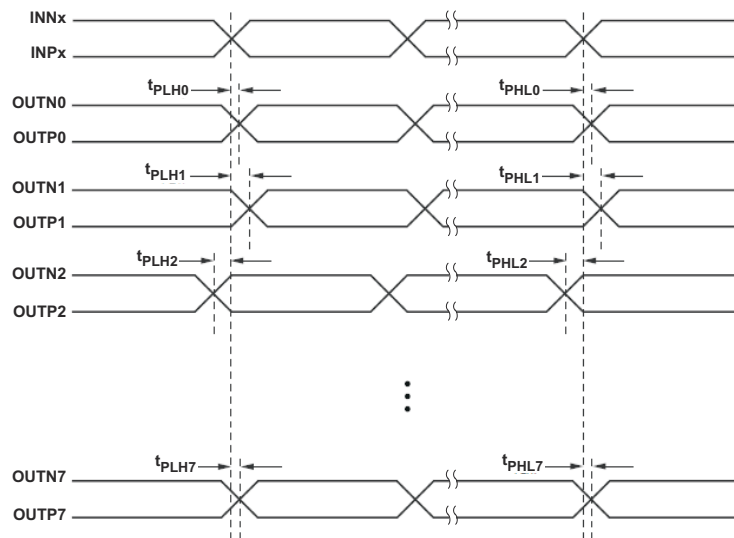 INNx
INPx
tPLH0 tPHL0
OUTN0
OUTP0
tPLH1 tPHL1
OUTN1
OUTP1
tPLH2 tPHL2
OUTN2
OUTP2
tPLH7 tPHL7
OUTN7
OUTP7